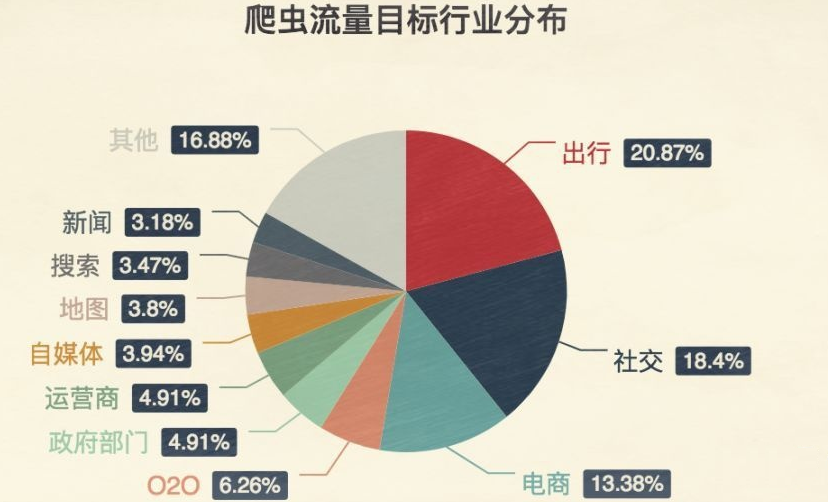 爬虫流量目标行业分布
其他 16.88%
出行 20.87%
新闻 3.18%
搜索 3.47%
地图 3.8%
自媒体 3.94%
社交 18.4%
运营商 4.91%
政府部门 4.91%
O2O 6.26%
电商 13.38%